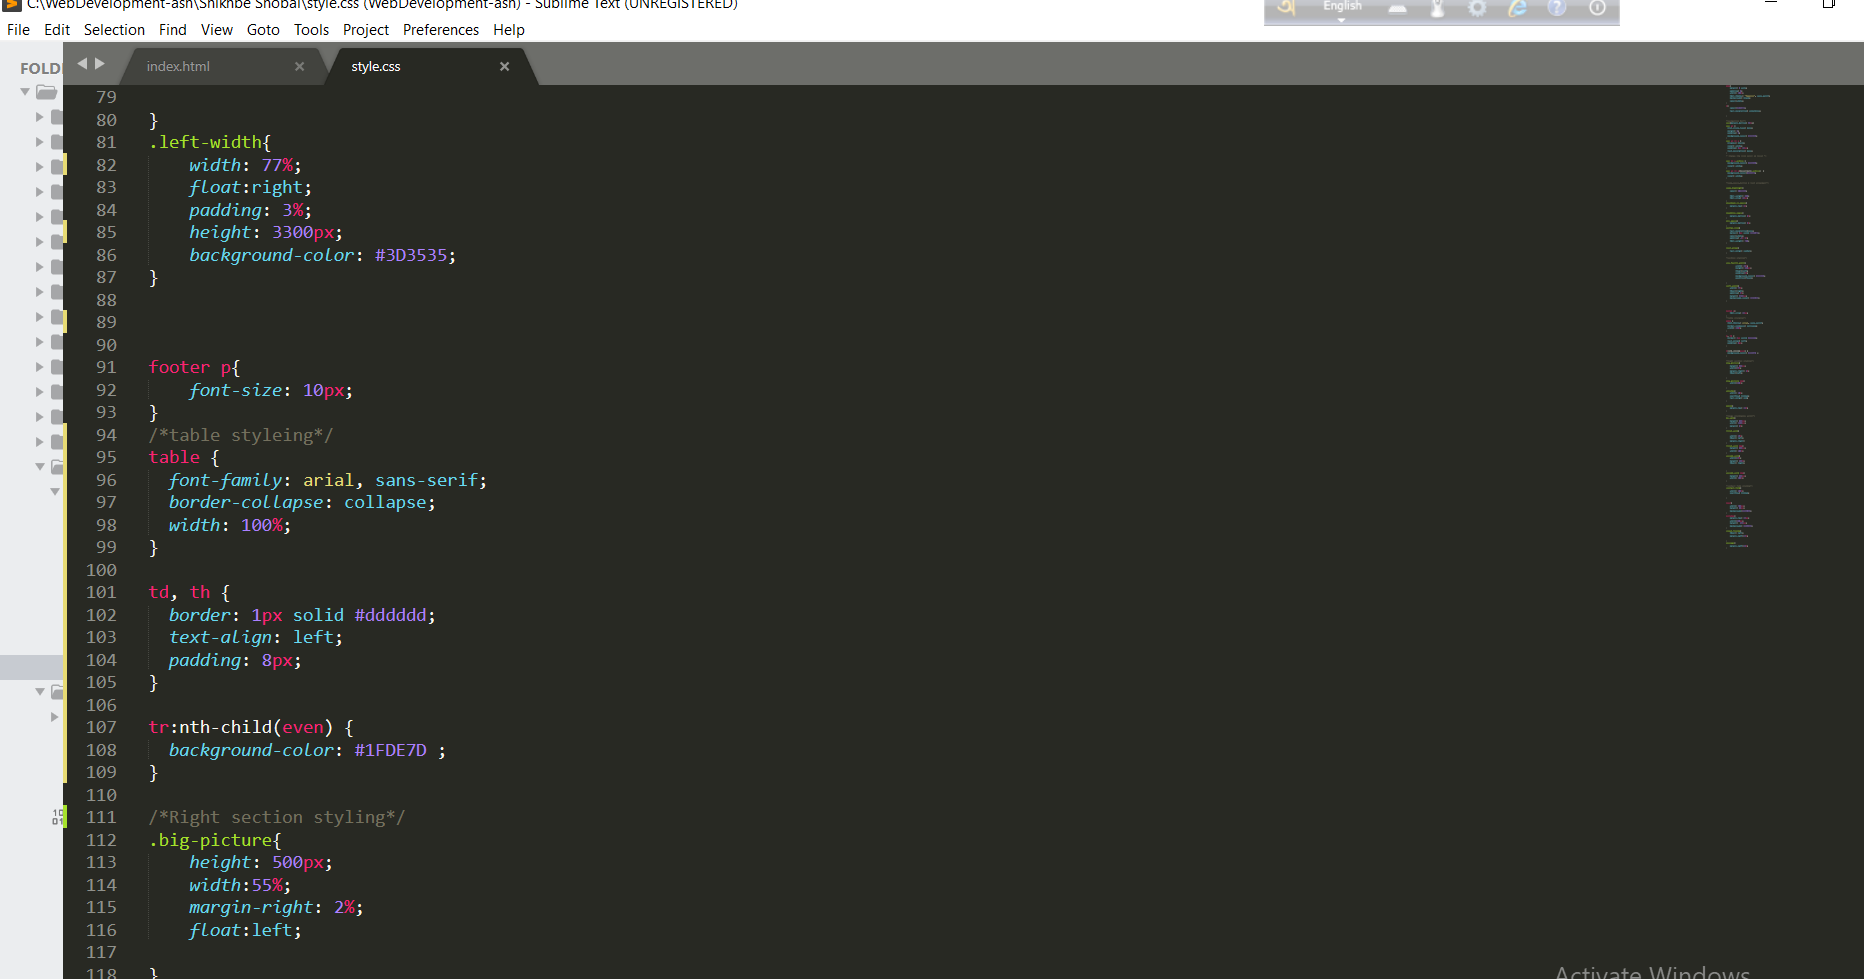 C:\WebDevelopment-ash\Shikhbe Shobai\style.css (WebDevelopment-ash) - Sublime Text (UNREGISTERED)
English
File Edit Selection Find View Goto Tools Project Preferences Help
index.html
style.css
79
80 }
81 .left-width{
82 width: 77%;
83 float:right;
84 padding: 3%;
85 height: 3300px;
86 background-color: #3D3535;
87 }
88
89
90
91 footer p{
92 font-size: 10px;
93 }
94 /*table styleing*/
95 table {
96 font-family: arial, sans-serif;
97 border-collapse: collapse;
98 width: 100%;
99 }
100
101 td, th {
102 border: 1px solid #dddddd;
103 text-align: left;
104 padding: 8px;
105 }
106
107 tr:nth-child(even) {
108 background-color: #1FDE7D ;
109 }
110
111 /*Right section styling*/
112 .big-picture{
113 height: 500px;
114 width:55%;
115 margin-right: 2%;
116 float:left;
117
118 }
Activate Windows